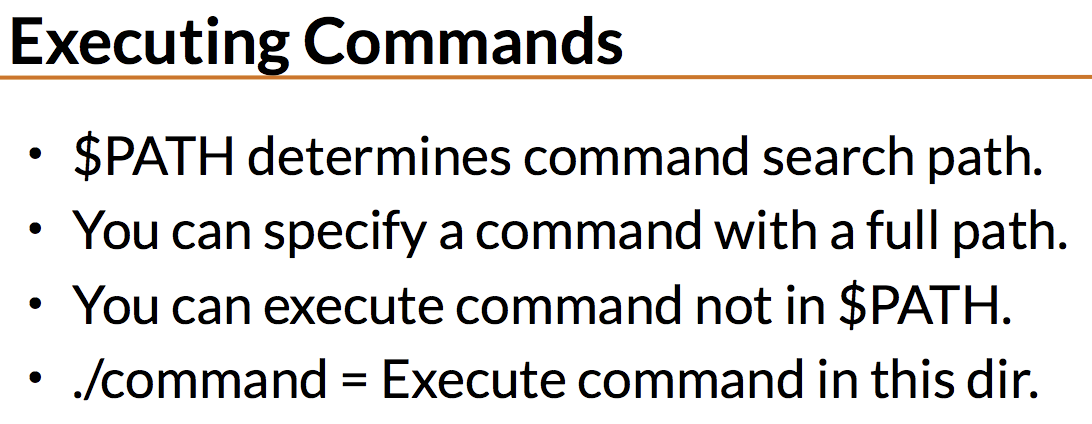 Executing Commands
• $PATH determines command search path.
• You can specify a command with a full path.
• You can execute command not in $PATH.
• ./command = Execute command in this dir.